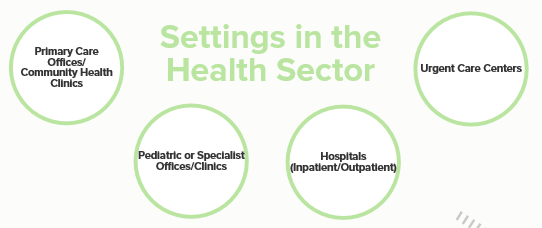 Settings in the
Health Sector
Primary Care
Offices/
Community Health
Clinics
Urgent Care Centers
Pediatric or Specialist
Offices/Clinics
Hospitals
(Inpatient/Outpatient)